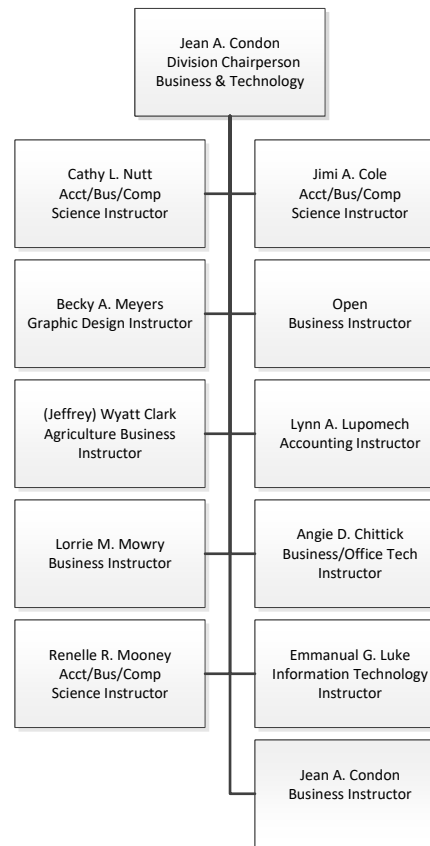 Jean A. Condon
Division Chairperson
Business & Technology
Cathy L. Nutt
Acct/Bus/Comp
Science Instructor
Jimi A. Cole
Acct/Bus/Comp
Science Instructor
Becky A. Meyers
Graphic Design Instructor
Open
Business Instructor
(Jeffrey) Wyatt Clark
Agriculture Business
Instructor
Lynn A. Lupomech
Accounting Instructor
Lorrie M. Mowry
Business Instructor
Angie D. Chittick
Business/Office Tech
Instructor
Renelle R. Mooney
Acct/Bus/Comp
Science Instructor
Emmanual G. Luke
Information Technology
Instructor
Jean A. Condon
Business Instructor